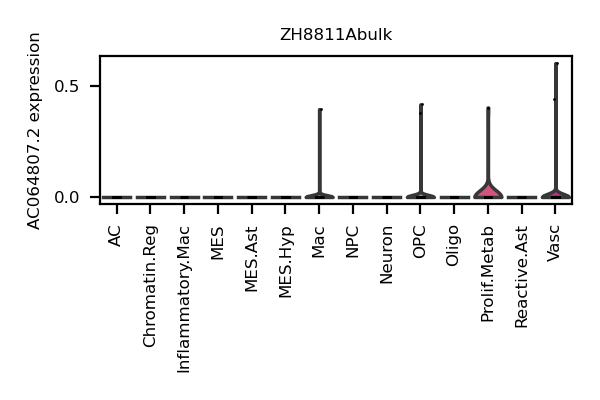 ZH8811Abulk
AC064807.2 expression
0.5
0.0
AC
Chromatin.Reg
Inflammatory.Mac
MES
MES.Ast
MES.Hyp
Mac
NPC
Neuron
OPC
Oligo
Prolif.Metab
Reactive.Ast
Vasc